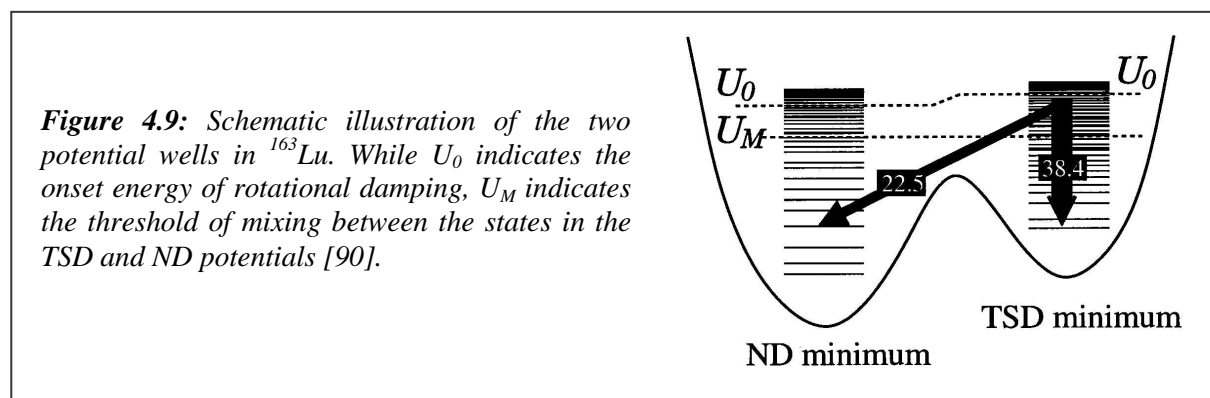 Figure 4.9: Schematic illustration of the two
potential wells in ¹⁶³Lu. While U₀ indicates the
onset energy of rotational damping, U_M indicates
the threshold of mixing between the states in the
TSD and ND potentials [90].
U₀
U₀
U_M
22.5
38.4
TSD minimum
ND minimum